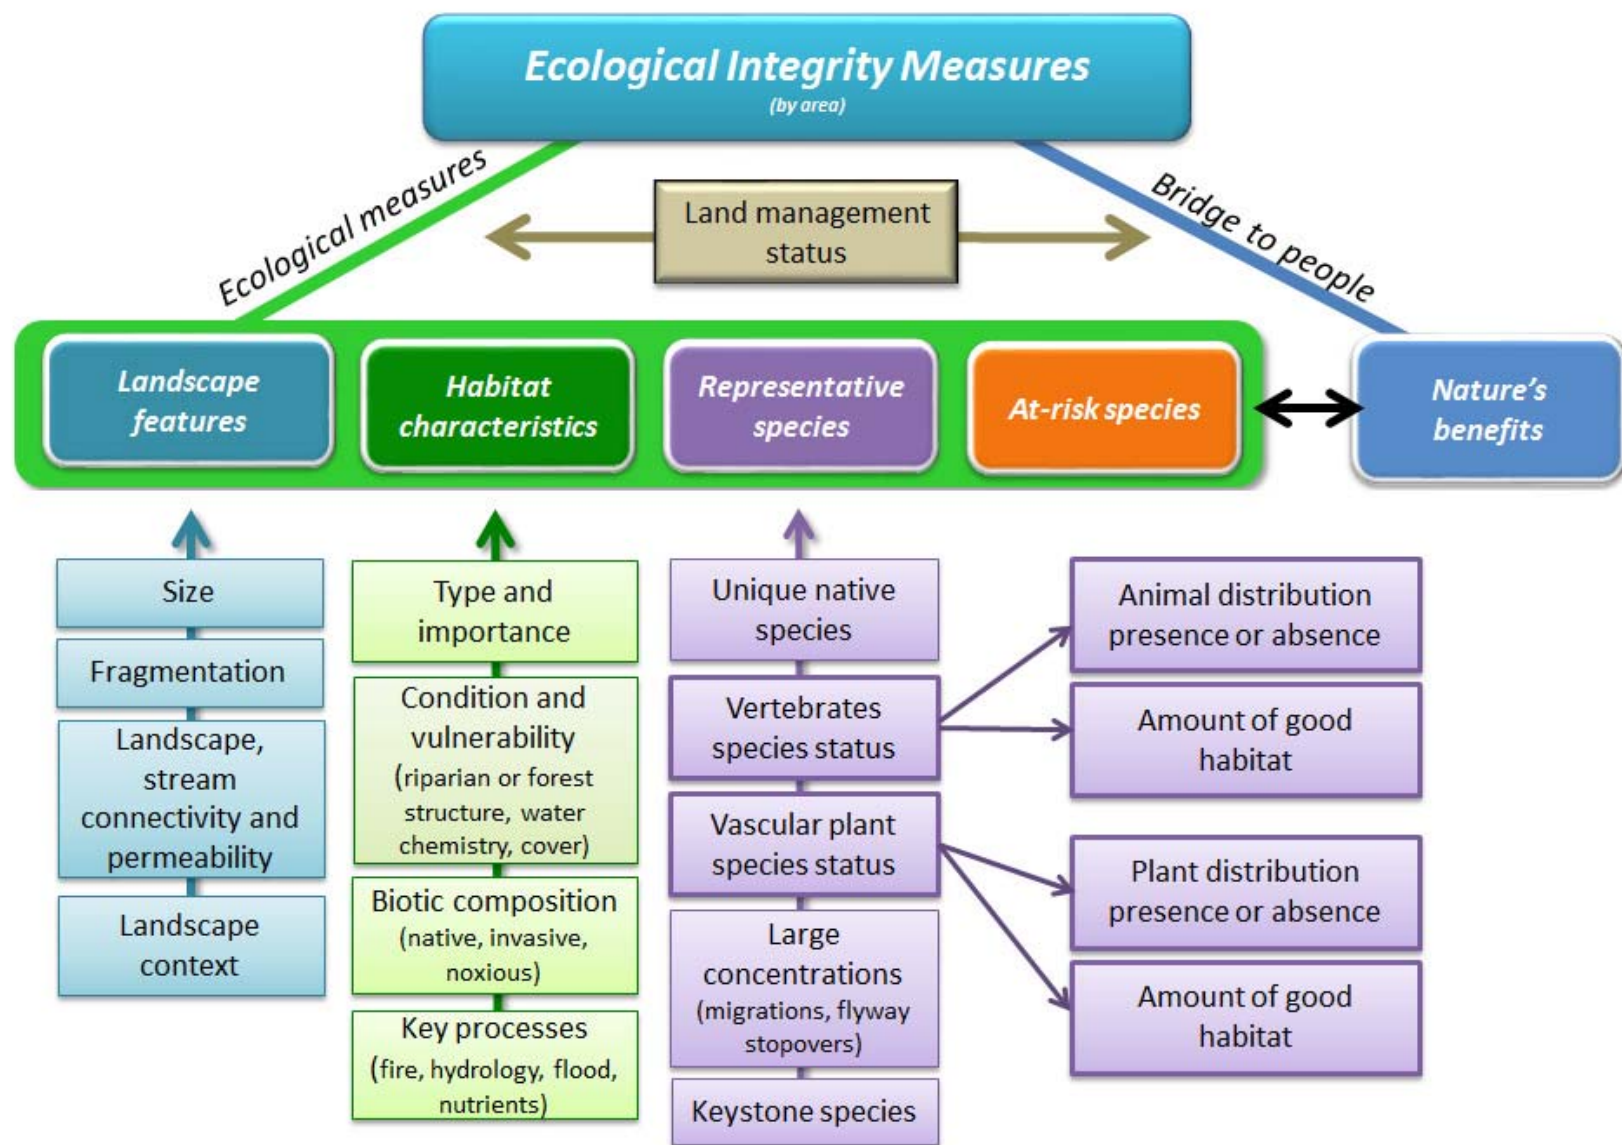 Ecological Integrity Measures
(by area)
Ecological measures
Land management
status
Bridge to people
Landscape
features
Habitat
characteristics
Representative
species
At-risk species
Nature's
benefits
Size
Fragmentation
Landscape,
stream
connectivity and
permeability
Landscape
context
Type and
importance
Condition and
vulnerability
(riparian or forest
structure, water
chemistry, cover)
Biotic composition
(native, invasive,
noxious)
Key processes
(fire, hydrology, flood,
nutrients)
Unique native
species
Vertebrates
species status
Vascular plant
species status
Large
concentrations
(migrations, flyway
stopovers)
Keystone species
Animal distribution
presence or absence
Amount of good
habitat
Plant distribution
presence or absence
Amount of good
habitat